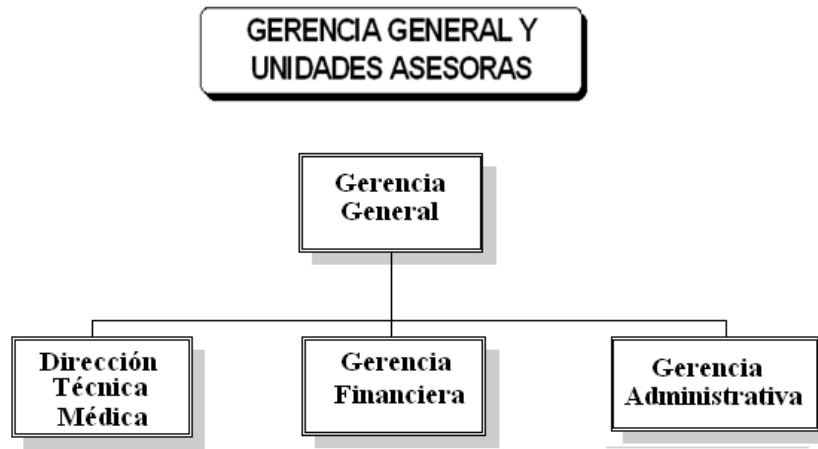 GERENCIA GENERAL Y
UNIDADES ASESORAS
Gerencia
General
Dirección
Técnica
Médica
Gerencia
Financiera
Gerencia
Administrativa